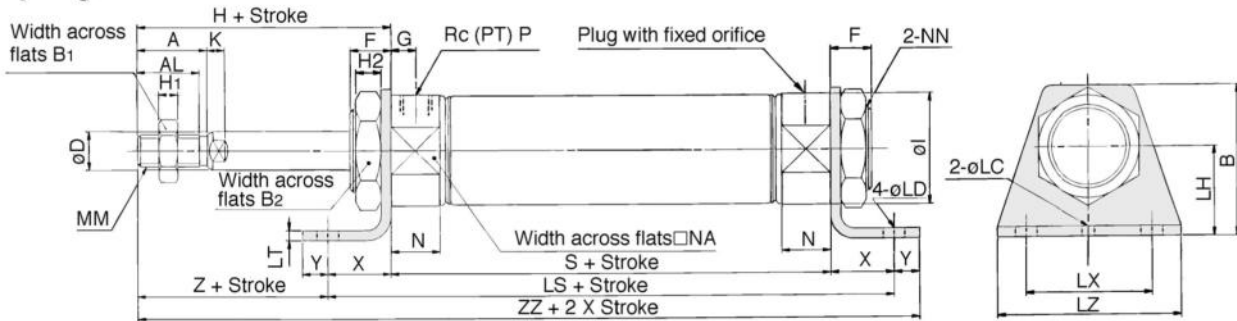 H + Stroke
Width across
flats B1
A
K
F
G
Rc (PT) P
Plug with fixed orifice
F
2-NN
AL
H2
H1
øD
øI
B
LH
2-øLC
4-øLD
Width across
flats B2
MM
LT
N
Width across flats□NA
N
Y
X
S + Stroke
X
Y
Z + Stroke
LS + Stroke
ZZ + 2 X Stroke
LX
LZ